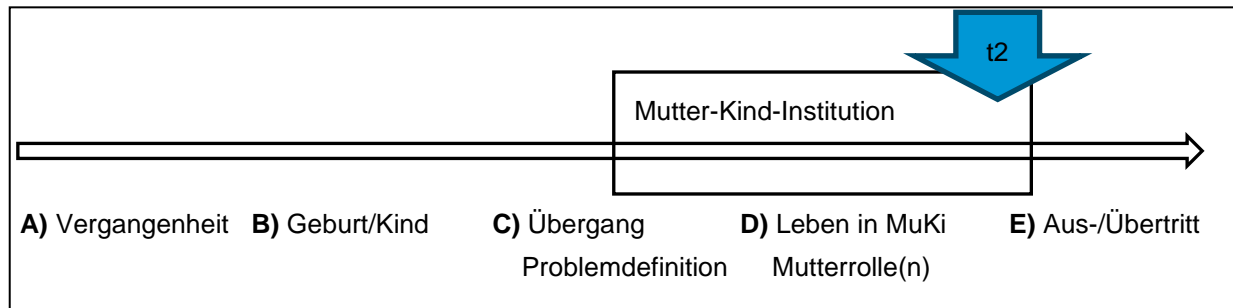 t2
Mutter-Kind-Institution
A) Vergangenheit B) Geburt/Kind C) Übergang D) Leben in MuKi E) Aus-/Übertritt
Problemdefinition Mutterrolle(n)